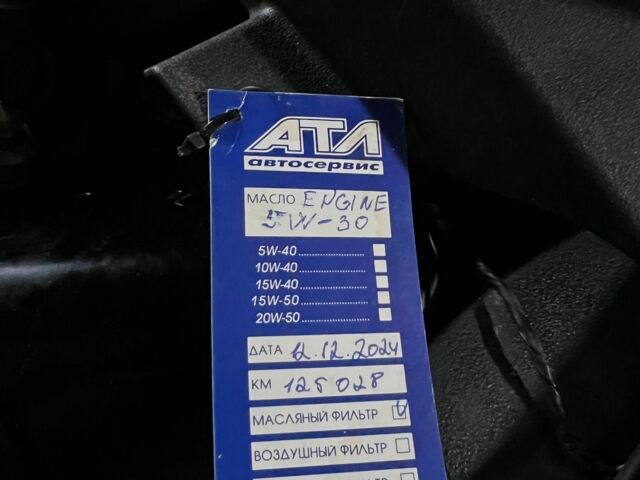 АТЛ
автосервис
МАСЛО ENGINE
5W-30
5W-40
10W-40
15W-40
15W-50
20W-50
ДАТА 12.12.2024
КМ 125028
МАСЛЯНЫЙ ФИЛЬТР
ВОЗДУШНЫЙ ФИЛЬТР